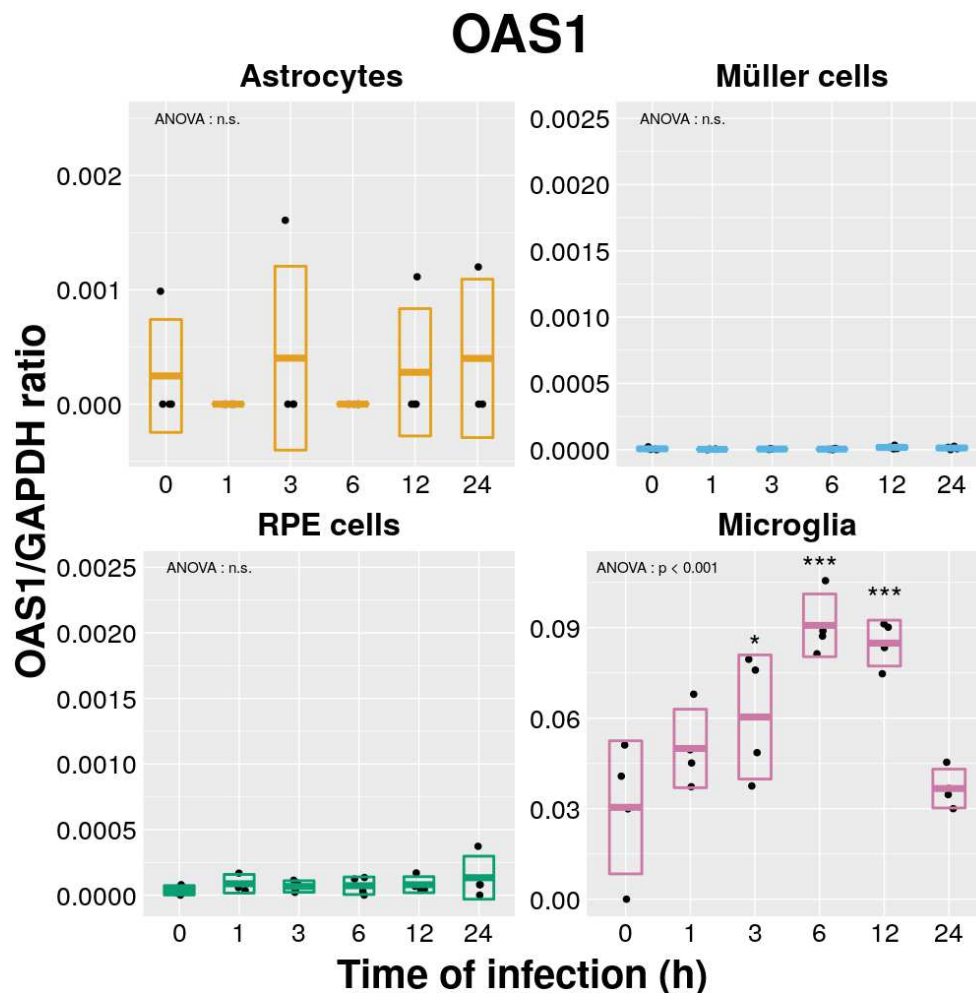 OAS1
Astrocytes
ANOVA : n.s.
0.002
0.001
0.000
0 1 3 6 12 24
Müller cells
ANOVA : n.s.
0.0025
0.0020
0.0015
0.0010
0.0005
0.0000
0 1 3 6 12 24
OAS1/GAPDH ratio
RPE cells
ANOVA : n.s.
0.0025
0.0020
0.0015
0.0010
0.0005
0.0000
0 1 3 6 12 24
Microglia
ANOVA : p < 0.001
***
***
*
0.09
0.06
0.03
0.00
0 1 3 6 12 24
Time of infection (h)